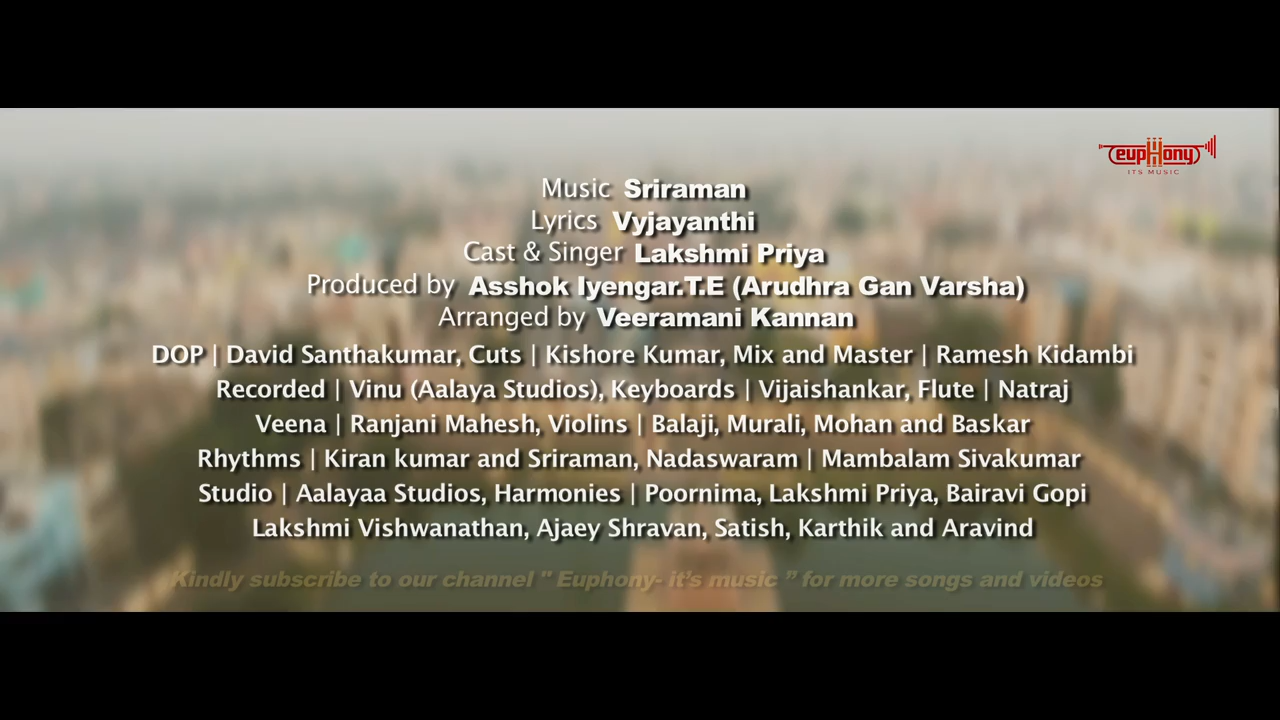 euphony
ITS MUSIC
Music Sriraman
Lyrics Vyjayanthi
Cast & Singer Lakshmi Priya
Produced by Asshok Iyengar.T.E (Arudhra Gan Varsha)
Arranged by Veeramani Kannan
DOP | David Santhakumar, Cuts | Kishore Kumar, Mix and Master | Ramesh Kidambi
Recorded | Vinu (Aalaya Studios), Keyboards | Vijaishankar, Flute | Natraj
Veena | Ranjani Mahesh, Violins | Balaji, Murali, Mohan and Baskar
Rhythms | Kiran kumar and Sriraman, Nadaswaram | Mambalam Sivakumar
Studio | Aalayaa Studios, Harmonies | Poornima, Lakshmi Priya, Bairavi Gopi
Lakshmi Vishwanathan, Ajaey Shravan, Satish, Karthik and Aravind
Kindly subscribe to our channel " Euphony- it's music ” for more songs and videos